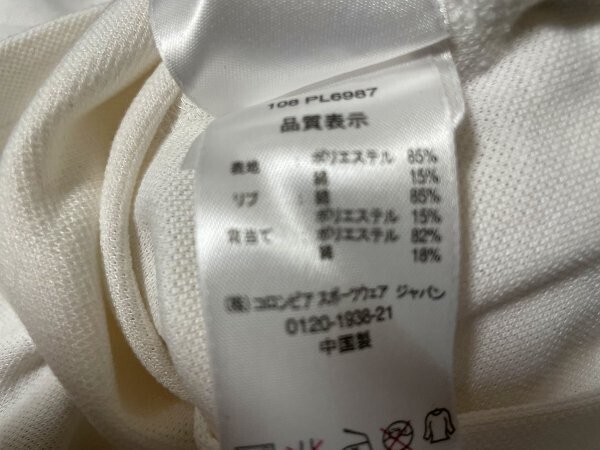 108 PL6987
品質表示
表地 : ポリエステル 85%
綿 15%
リブ : 綿 85%
ポリエステル 15%
肩当て : ポリエステル 82%
綿 18%
(株) コロンビア スポーツウェア ジャパン
0120-1938-21
中国製